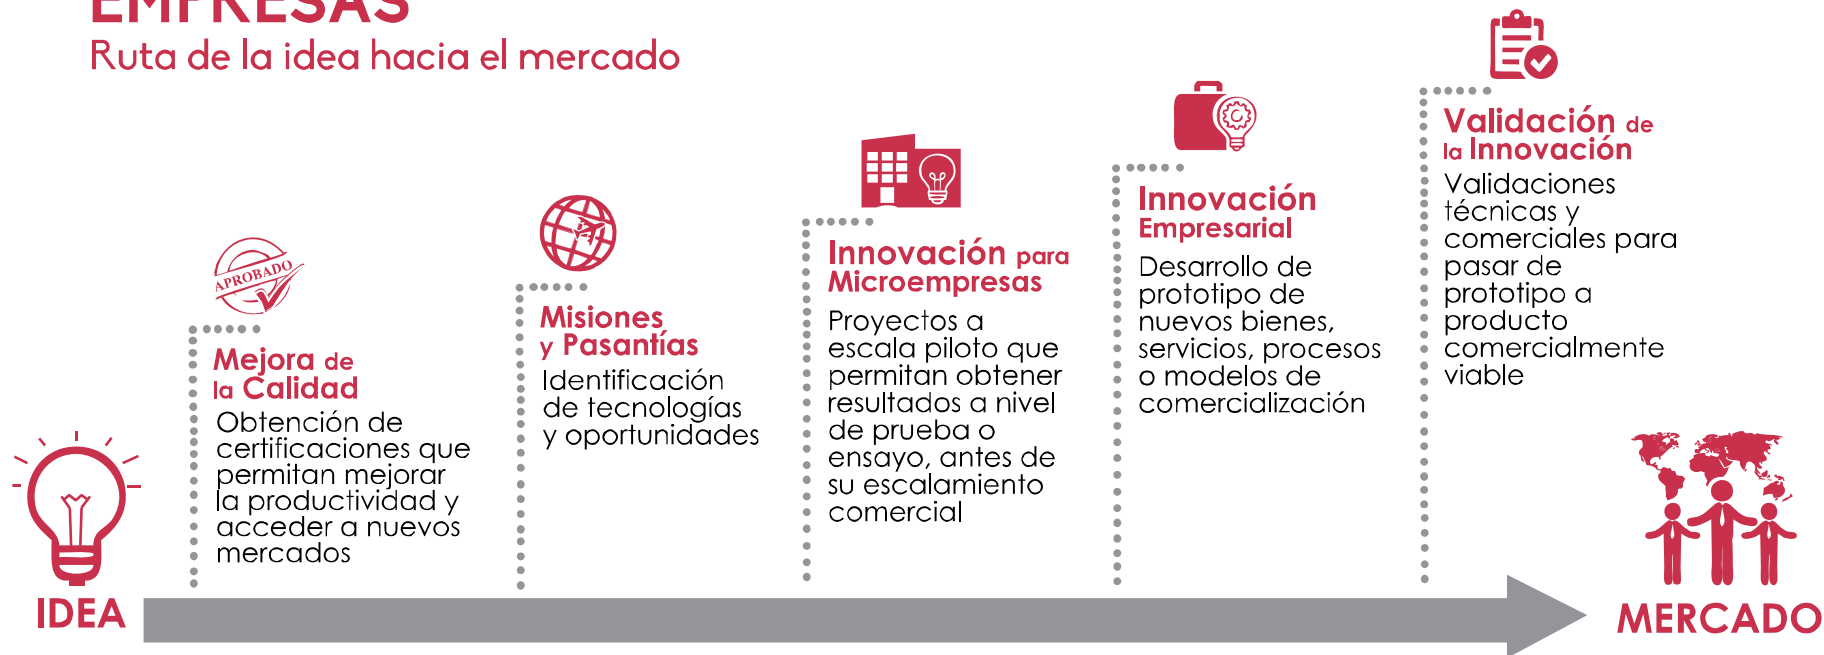 EMPRESAS
Ruta de la idea hacia el mercado
APROBADO
Mejora de
la Calidad
Obtención de
certificaciones que
permitan mejorar
la productividad y
acceder a nuevos
mercados
Misiones
y Pasantías
Identificación
de tecnologías
y oportunidades
Innovación para
Microempresas
Proyectos a
escala piloto que
permitan obtener
resultados a nivel
de prueba o
ensayo, antes de
su escalamiento
comercial
Innovación
Empresarial
Desarrollo de
prototipo de
nuevos bienes,
servicios, procesos
o modelos de
comercialización
Validación de
la Innovación
Validaciones
técnicas y
comerciales para
pasar de
prototipo a
producto
comercialmente
viable
IDEA
MERCADO